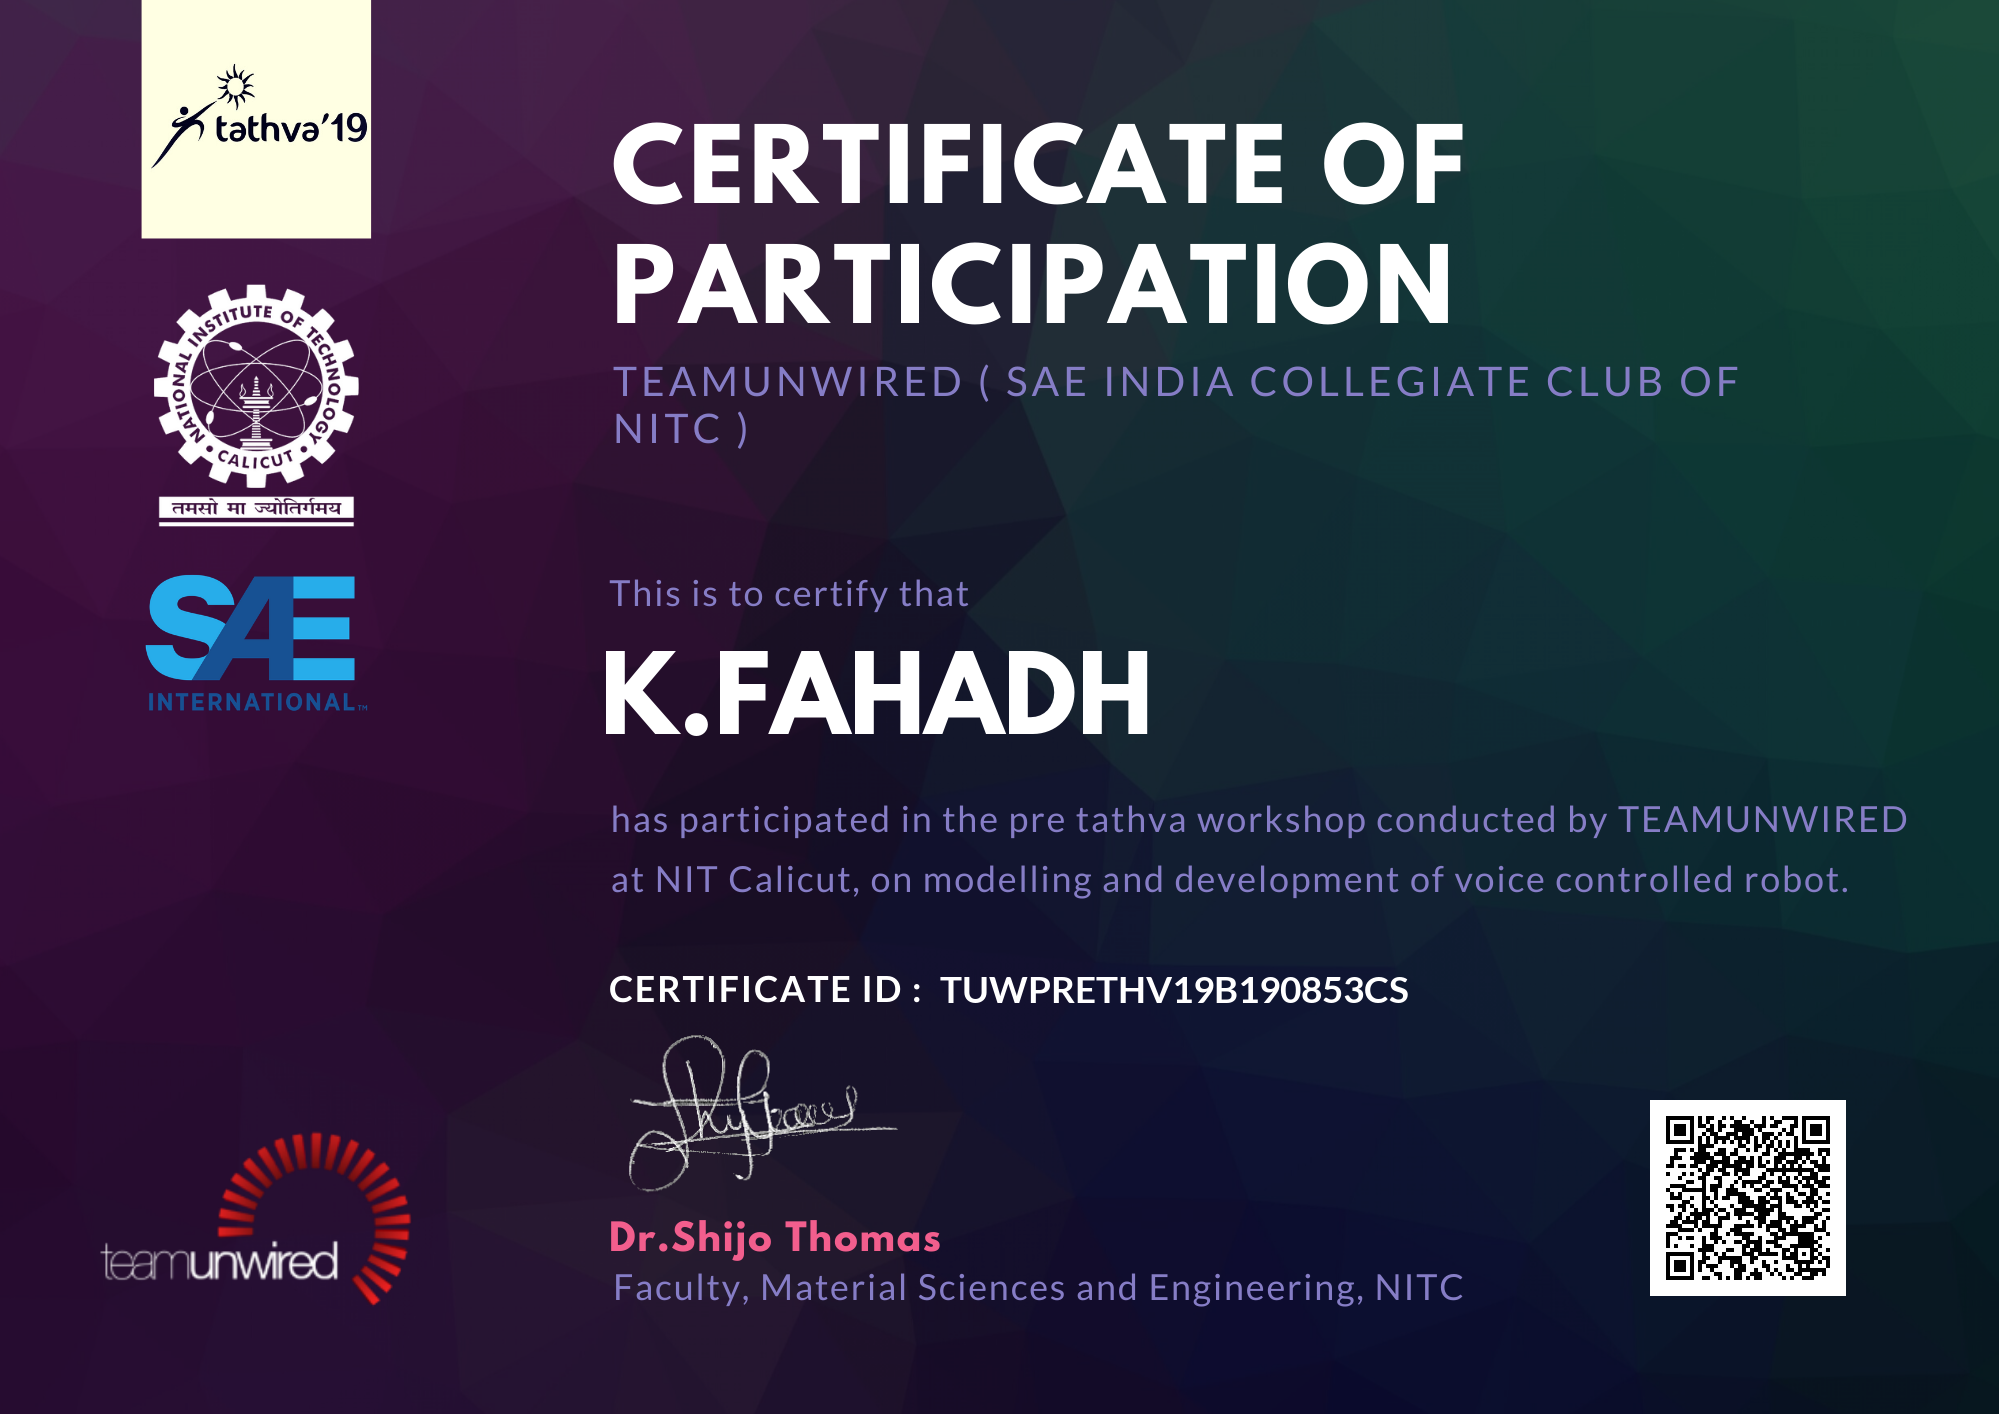 tathva'19
NATIONAL INSTITUTE OF TECHNOLOGY
• CALICUT •
तमसो मा ज्योतिर्गमय
SAE
INTERNATIONAL™
CERTIFICATE OF
PARTICIPATION
TEAMUNWIRED ( SAE INDIA COLLEGIATE CLUB OF
NITC )
This is to certify that
K.FAHADH
has participated in the pre tathva workshop conducted by TEAMUNWIRED
at NIT Calicut, on modelling and development of voice controlled robot.
CERTIFICATE ID : TUWPRETHV19B190853CS
Dr.Shijo Thomas
Faculty, Material Sciences and Engineering, NITC
teamunwired